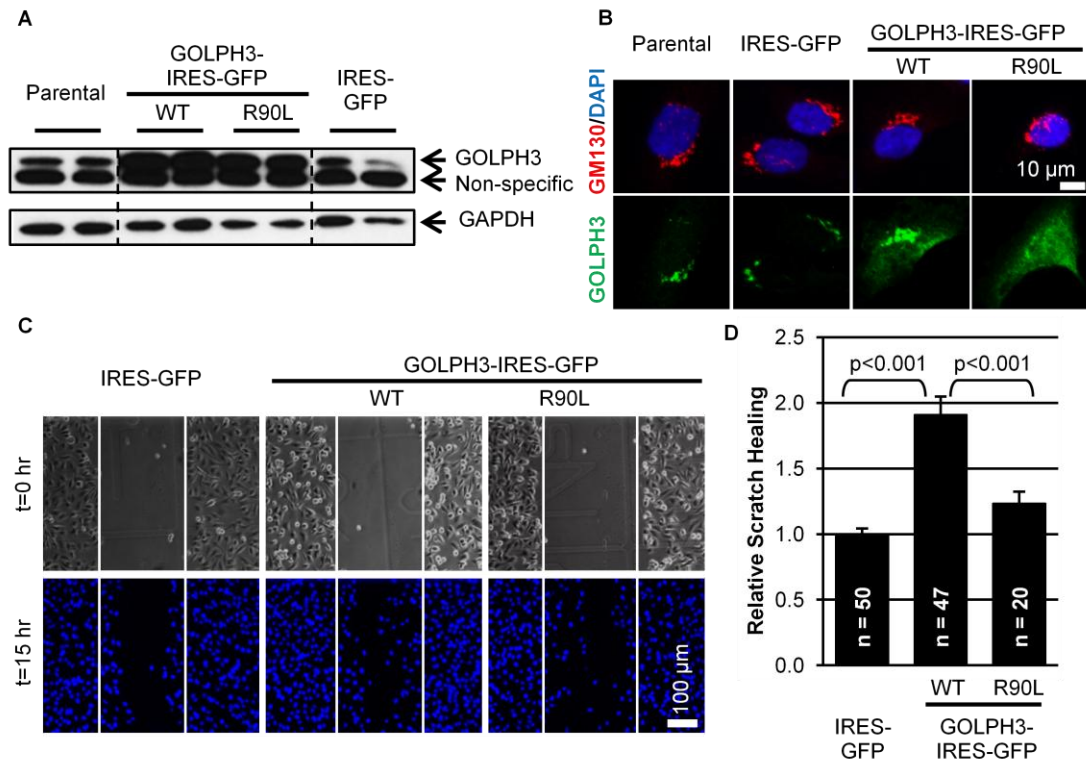 A
GOLPH3-
IRES-GFP
IRES-
GFP
Parental
WT
R90L
GOLPH3
Non-specific
GAPDH
B
Parental
IRES-GFP
GOLPH3-IRES-GFP
WT
R90L
GM130/DAPI
10 µm
GOLPH3
C
IRES-GFP
GOLPH3-IRES-GFP
WT
R90L
t=0 hr
t=15 hr
100 µm
D
Relative Scratch Healing
2.5
2.0
1.5
1.0
0.5
0.0
p<0.001
p<0.001
n = 50
n = 47
n = 20
WT
R90L
IRES-
GFP
GOLPH3-
IRES-GFP